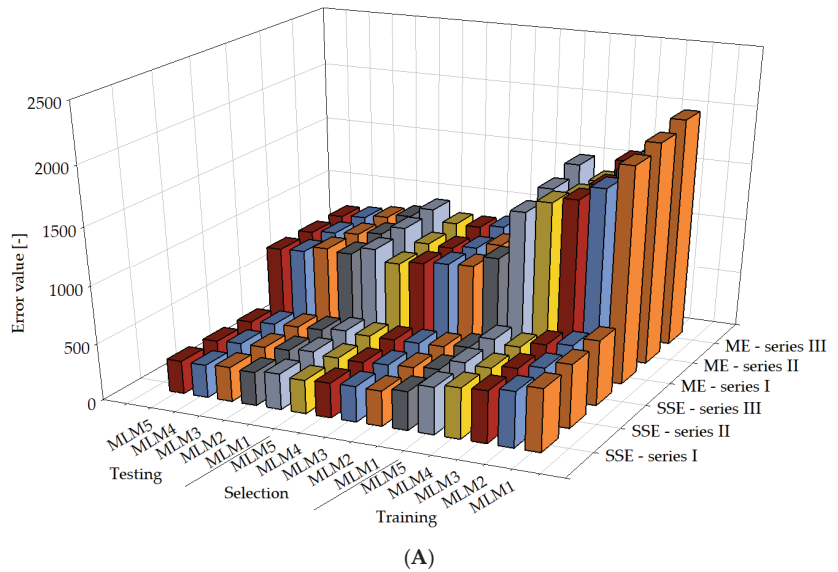 2500
2000
1500
1000
500
0
Error value [-]
MLM5
MLM4
MLM3
MLM2
MLM1
MLM5
MLM4
MLM3
MLM2
MLM1
MLM5
MLM4
MLM3
MLM2
MLM1
Testing
Selection
Training
ME - series III
ME - series II
ME - series I
SSE - series III
SSE - series II
SSE - series I
(A)